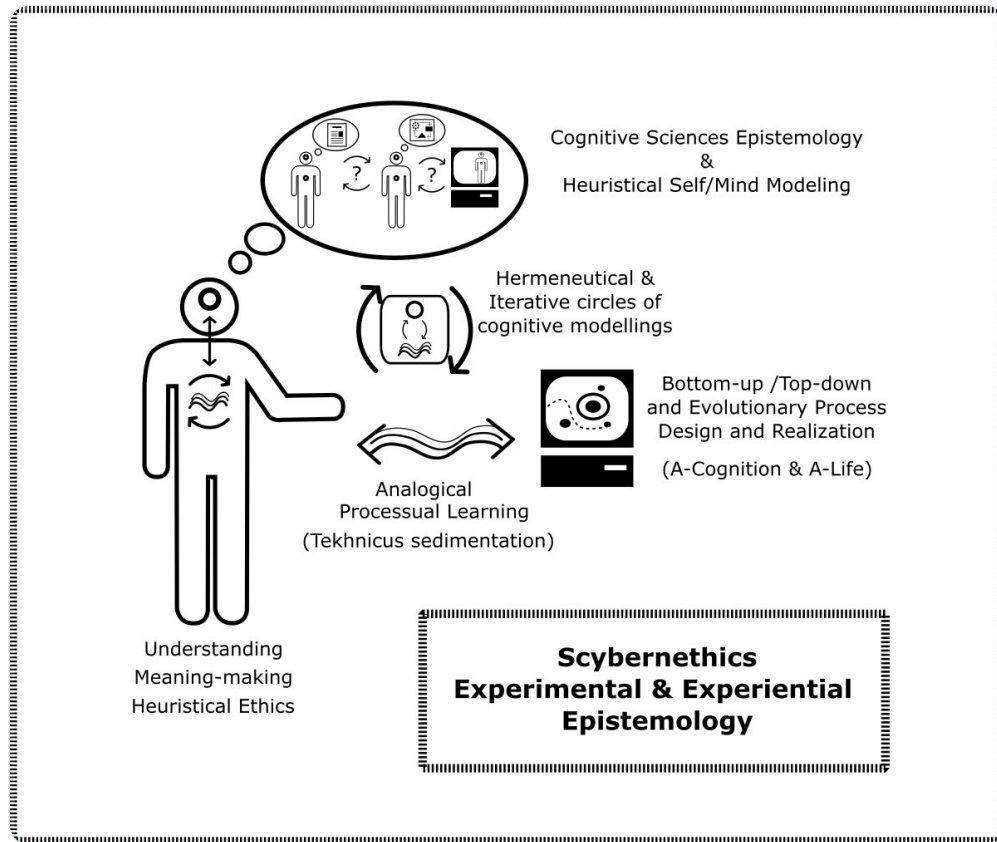 Cognitive Sciences Epistemology
&
Heuristical Self/Mind Modeling
?
?
Hermeneutical &
Iterative circles of
cognitive modellings
Bottom-up /Top-down
and Evolutionary Process
Design and Realization
(A-Cognition & A-Life)
Analogical
Processual Learning
(Tekhnicus sedimentation)
Understanding
Meaning-making
Heuristical Ethics
Scybernethics
Experimental & Experiential
Epistemology